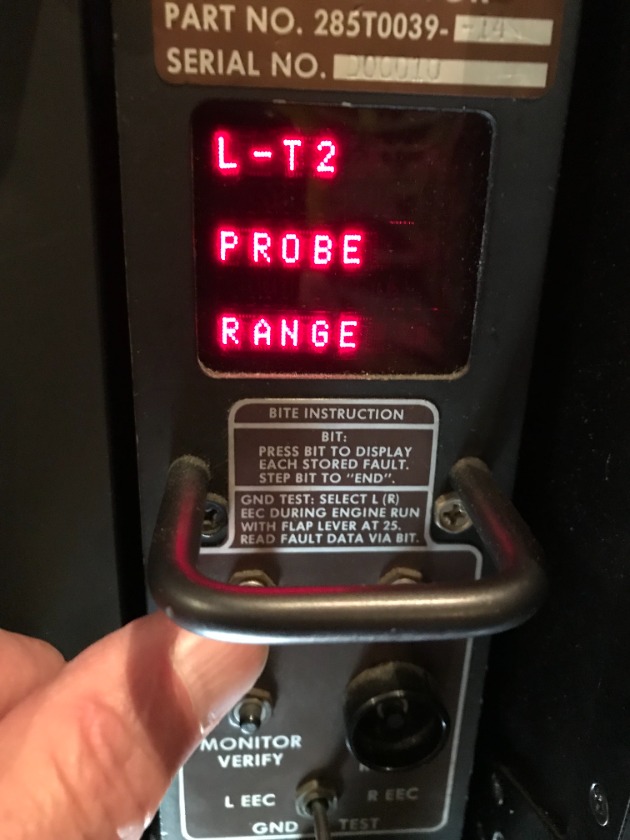 PART NO. 285T0039-
SERIAL NO.
L-T2
PROBE
RANGE
BITE INSTRUCTION
BIT:
PRESS BIT TO DISPLAY
EACH STORED FAULT.
STEP BIT TO "END".
GND TEST: SELECT L (R)
EEC DURING ENGINE RUN
WITH FLAP LEVER AT 25.
READ FAULT DATA VIA BIT.
MONITOR
VERIFY
L EEC R EEC
GND TEST